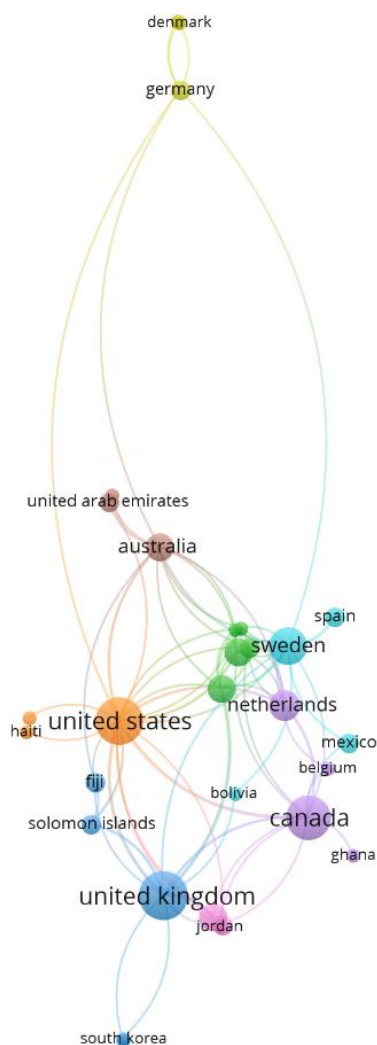 denmark
germany
united arab emirates
australia
spain
sweden
netherlands
united states
haiti
mexico
belgium
fiji
bolivia
solomon islands
canada
ghana
united kingdom
jordan
south korea